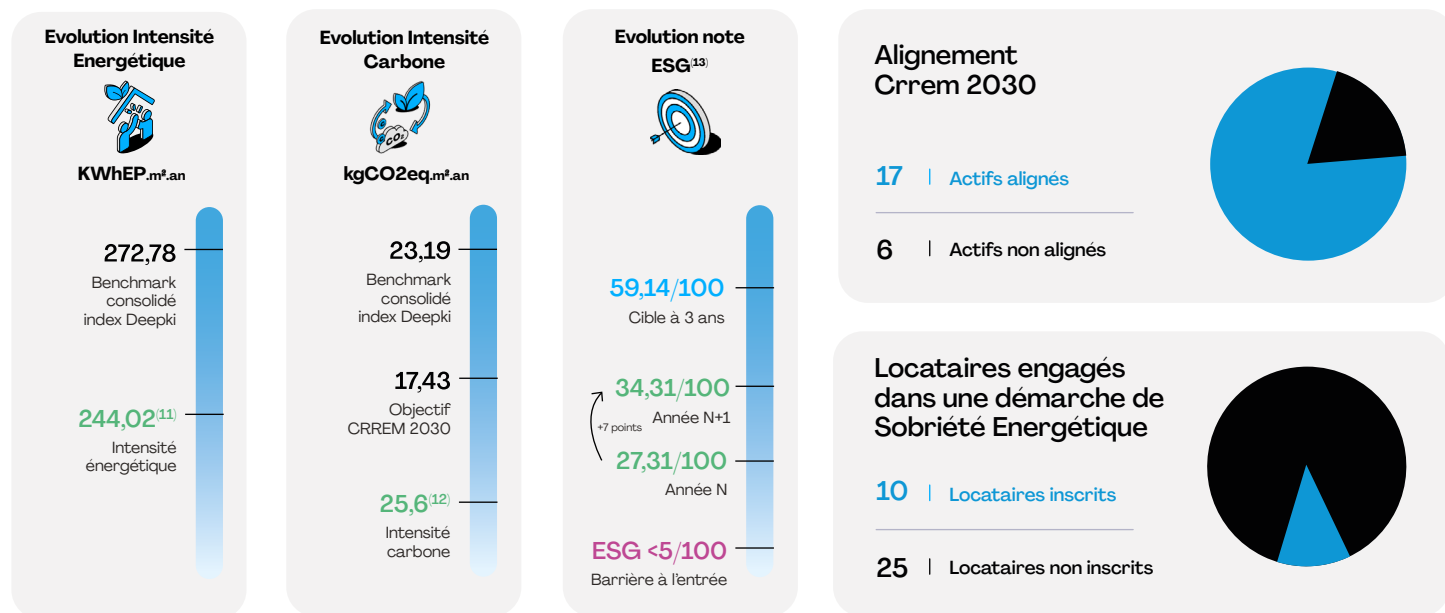 Evolution Intensité
Energétique
KWhEP.m².an
272,78
Benchmark
consolidé
index Deepki
244,02(11)
Intensité
énergétique
Evolution Intensité
Carbone
CO2
kgCO2eq.m².an
23,19
Benchmark
consolidé
index Deepki
17,43
Objectif
CRREM 2030
25,6(12)
Intensité
carbone
Evolution note
ESG(13)
59,14/100
Cible à 3 ans
34,31/100
Année N+1
+7 points
27,31/100
Année N
ESG <5/100
Barrière à l'entrée
Alignement
Crrem 2030
17 | Actifs alignés
6 | Actifs non alignés
Locataires engagés
dans une démarche de
Sobriété Energétique
10 | Locataires inscrits
25 | Locataires non inscrits